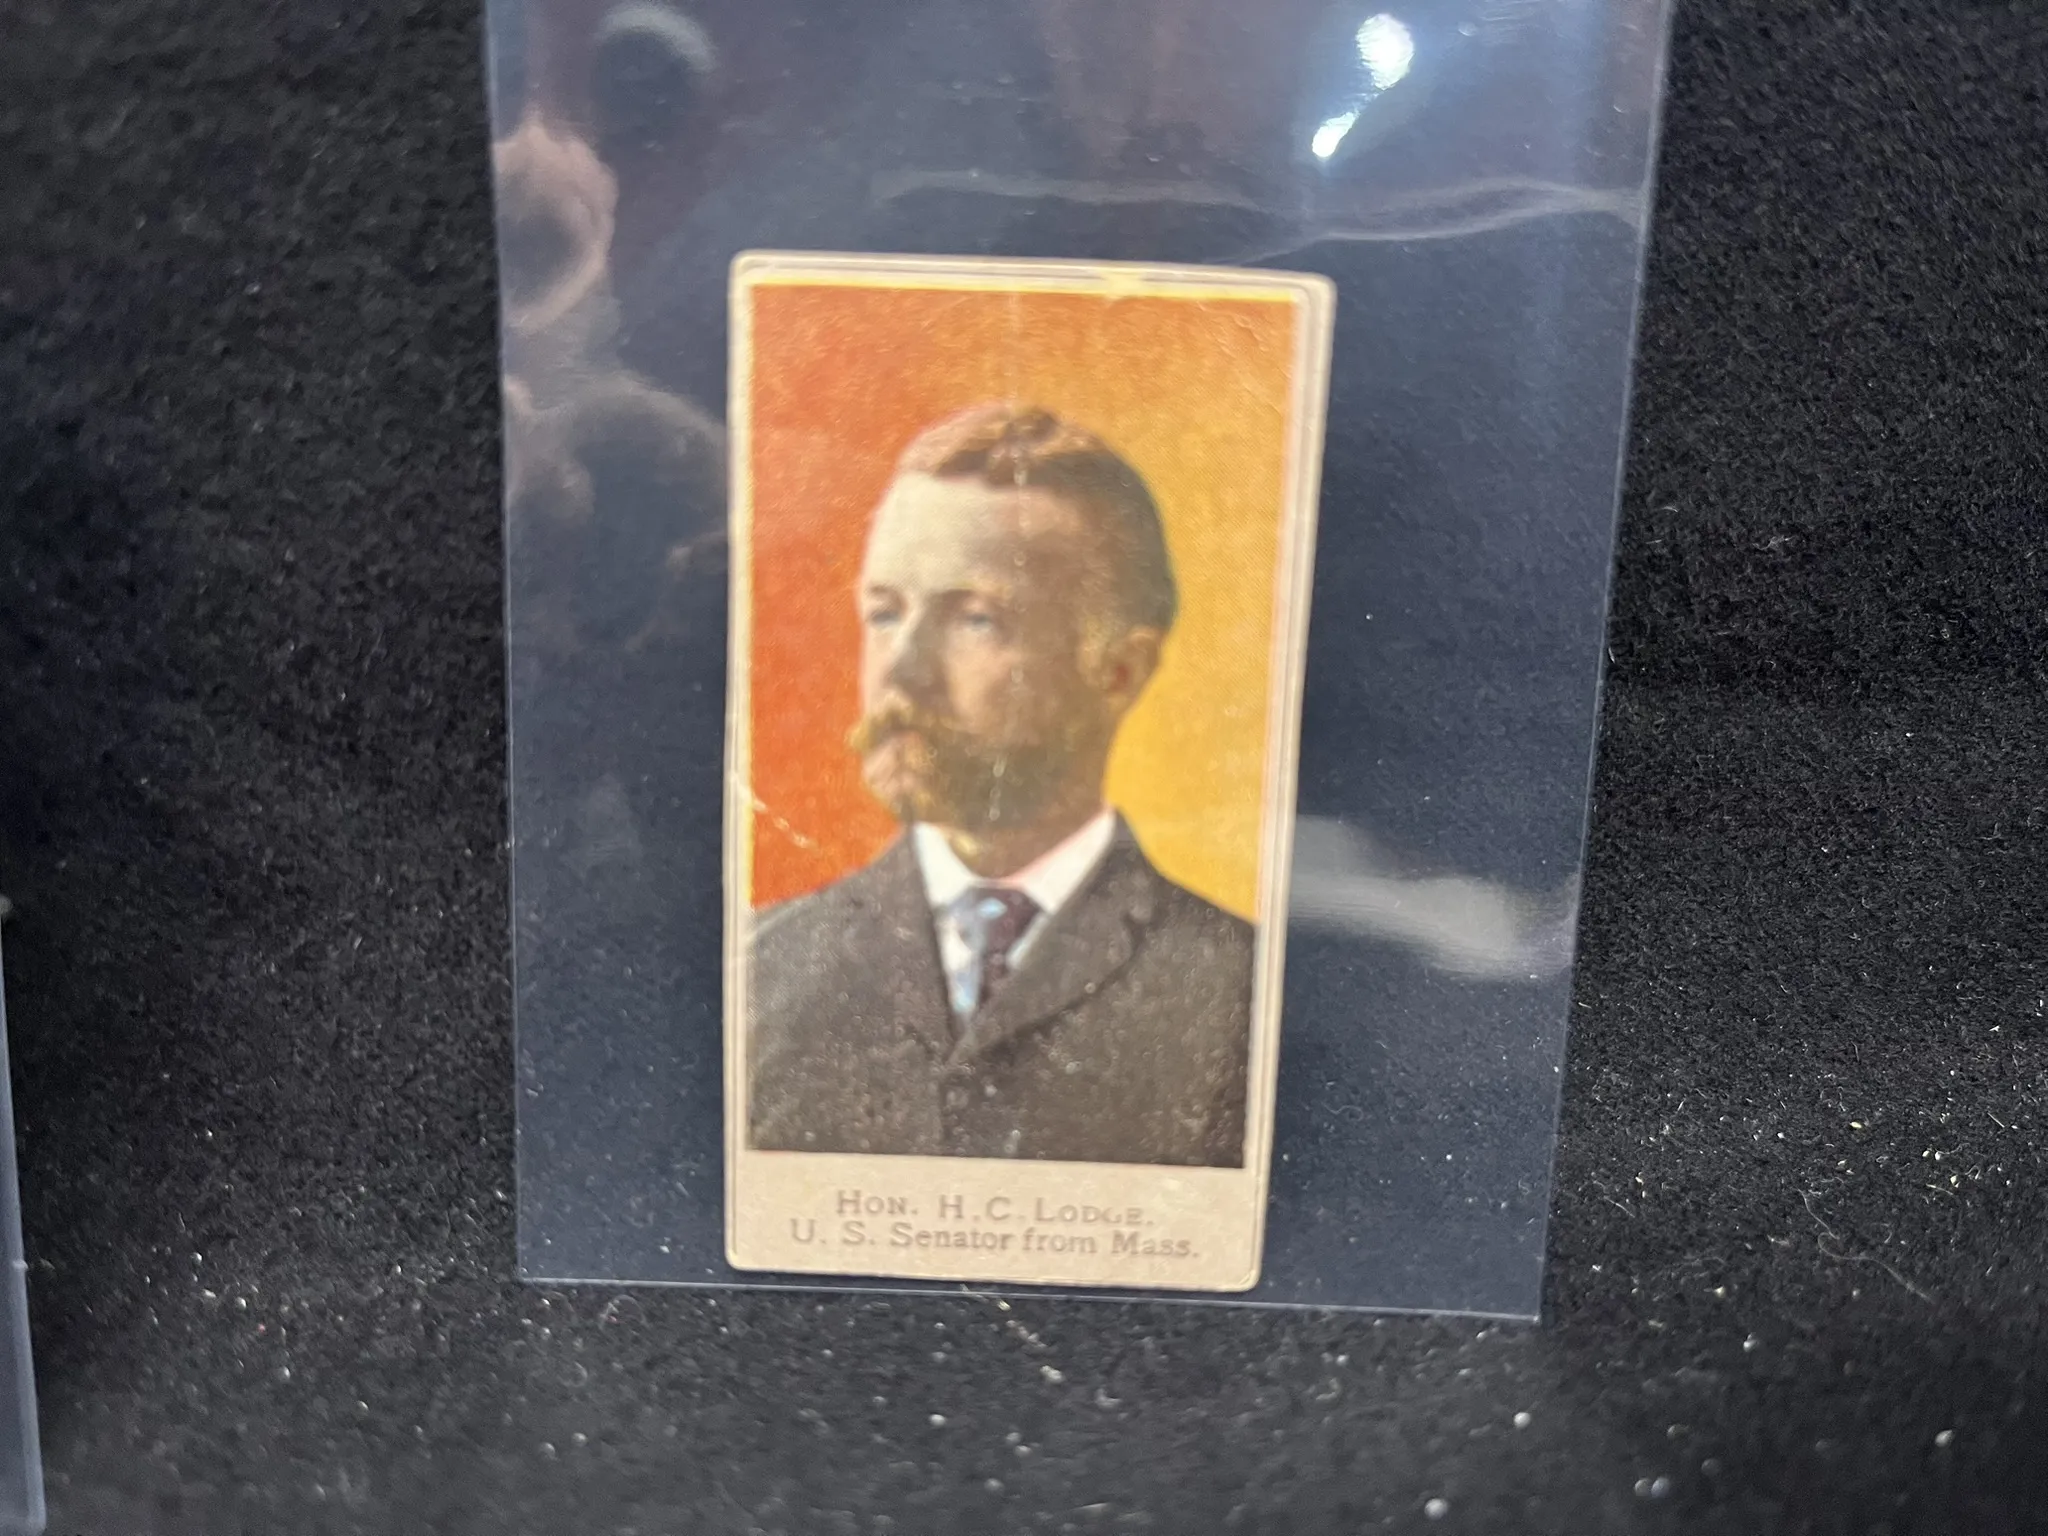 HON. H.C. LODGE.
U. S. Senator from Mass.